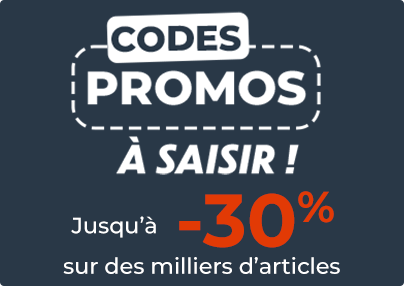 CODES
PROMOS
À SAISIR !
Jusqu'à -30%
sur des milliers d'articles